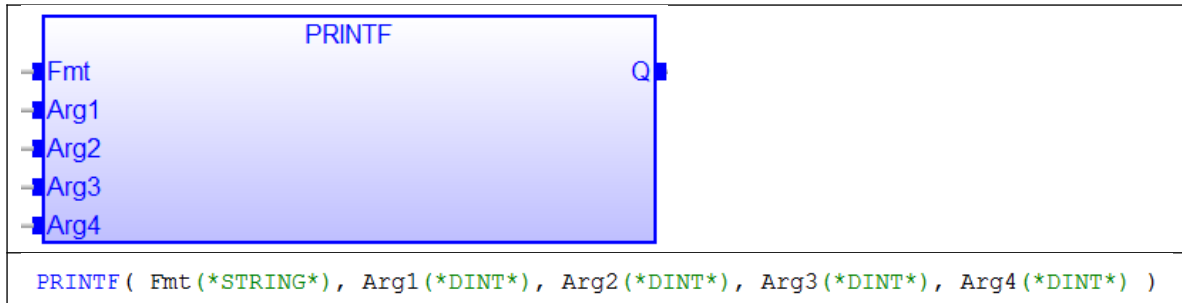 PRINTF
Fmt Q
Arg1
Arg2
Arg3
Arg4
PRINTF( Fmt(*STRING*), Arg1(*DINT*), Arg2(*DINT*), Arg3(*DINT*), Arg4(*DINT*) )